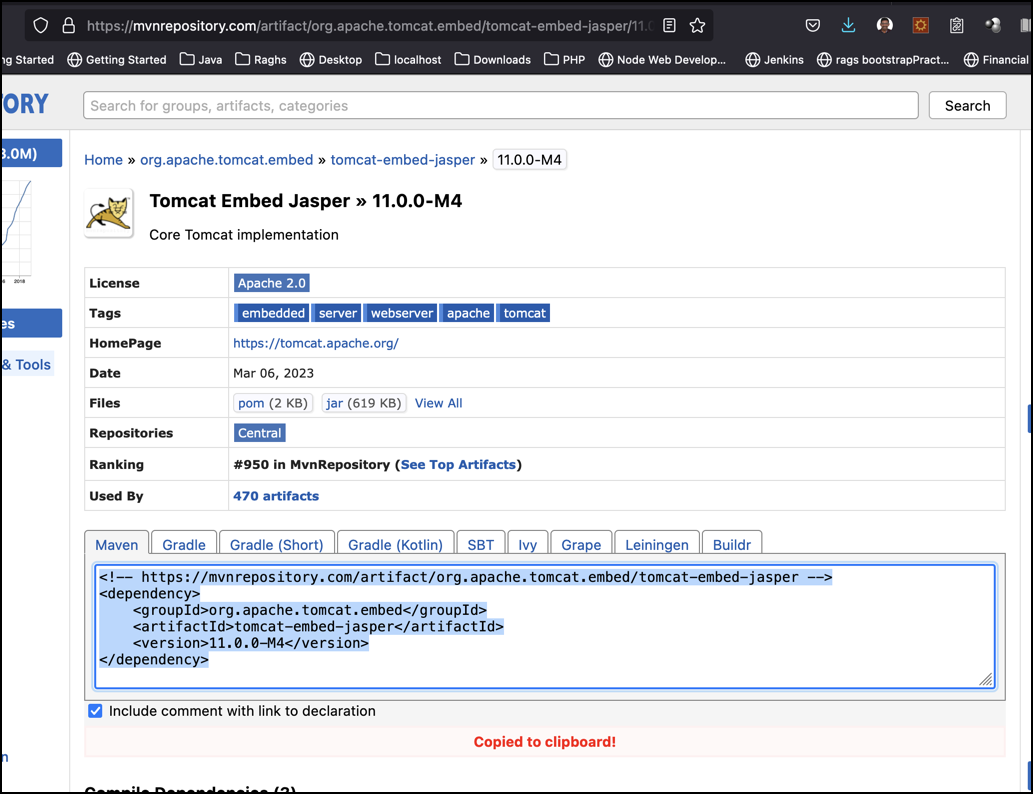 https://mvnrepository.com/artifact/org.apache.tomcat.embed/tomcat-embed-jasper/11.0
ng Started Getting Started Java Raghs Desktop localhost Downloads PHP Node Web Develop... Jenkins rags bootstrapPract... Financial
ORY Search for groups, artifacts, categories Search
3.0M)
Home » org.apache.tomcat.embed » tomcat-embed-jasper » 11.0.0-M4
Tomcat Embed Jasper » 11.0.0-M4
Core Tomcat implementation
2018
License Apache 2.0
Tags embedded server webserver apache tomcat
es
HomePage https://tomcat.apache.org/
& Tools
Date Mar 06, 2023
Files pom (2 KB) jar (619 KB) View All
Repositories Central
Ranking #950 in MvnRepository (See Top Artifacts)
Used By 470 artifacts
Maven Gradle Gradle (Short) Gradle (Kotlin) SBT Ivy Grape Leiningen Buildr
<!-- https://mvnrepository.com/artifact/org.apache.tomcat.embed/tomcat-embed-jasper -->
<dependency>
    <groupId>org.apache.tomcat.embed</groupId>
    <artifactId>tomcat-embed-jasper</artifactId>
    <version>11.0.0-M4</version>
</dependency>
Include comment with link to declaration
Copied to clipboard!
n
Compile Dependencies (3)